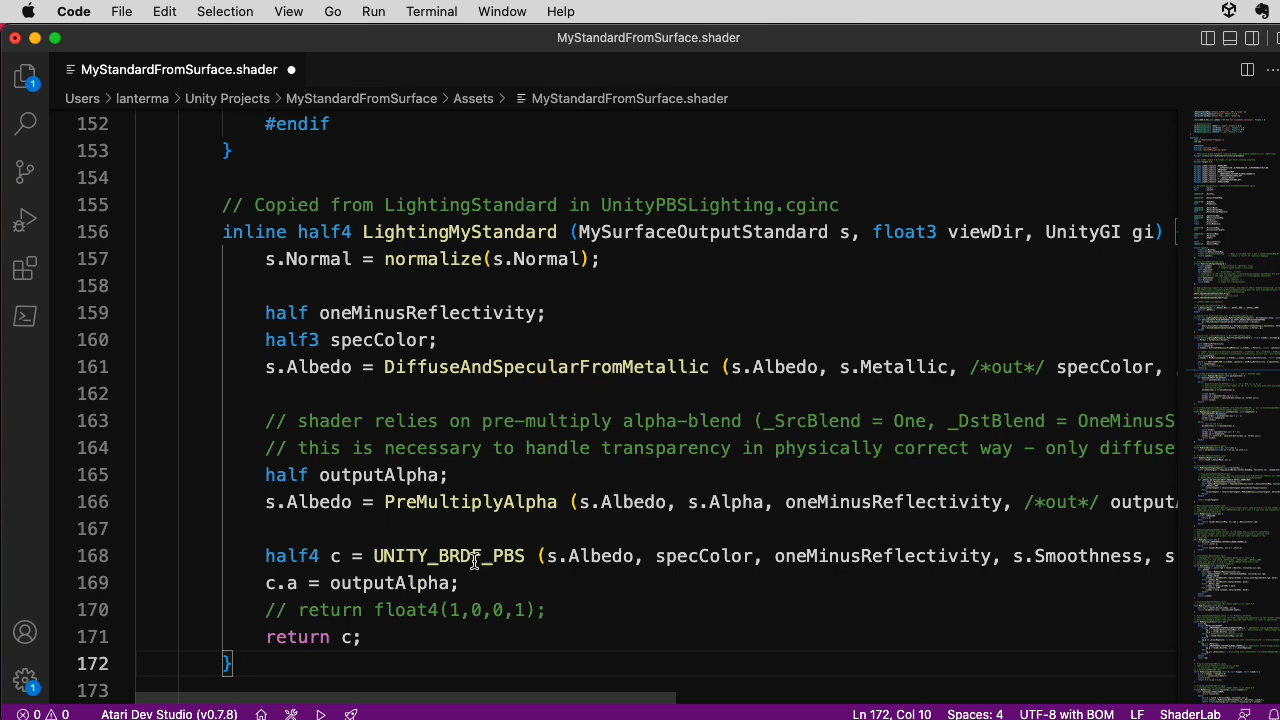 Code File Edit Selection View Go Run Terminal Window Help
MyStandardFromSurface.shader
MyStandardFromSurface.shader
Users > lanterma > Unity Projects > MyStandardFromSurface > Assets > MyStandardFromSurface.shader
152 #endif
153 }
154
155 // Copied from LightingStandard in UnityPBSLighting.cginc
156 inline half4 LightingMyStandard (MySurfaceOutputStandard s, float3 viewDir, UnityGI gi)
157 s.Normal = normalize(s.Normal);
158
159 half oneMinusReflectivity;
160 half3 specColor;
161 s.Albedo = MyDiffuseAndSpecularFromMetallic (s.Albedo, s.Metallic, /*out*/ specColor, /
162
163 // shader relies on pre-multiply alpha-blend (_SrcBlend = One, _DstBlend = OneMinusS
164 // this is necessary to handle transparency in physically correct way - only diffuse
165 half outputAlpha;
166 s.Albedo = PreMultiplyAlpha (s.Albedo, s.Alpha, oneMinusReflectivity, /*out*/ outputA
167
168 half4 c = UNITY_BRDF_PBS (s.Albedo, specColor, oneMinusReflectivity, s.Smoothness, s
169 c.a = outputAlpha;
170 // return float4(1,0,0,1);
171 return c;
172 }
173
1
1
0 0 Atari Dev Studio (v0.7.8) Ln 172, Col 10 Spaces: 4 UTF-8 with BOM LF ShaderLab